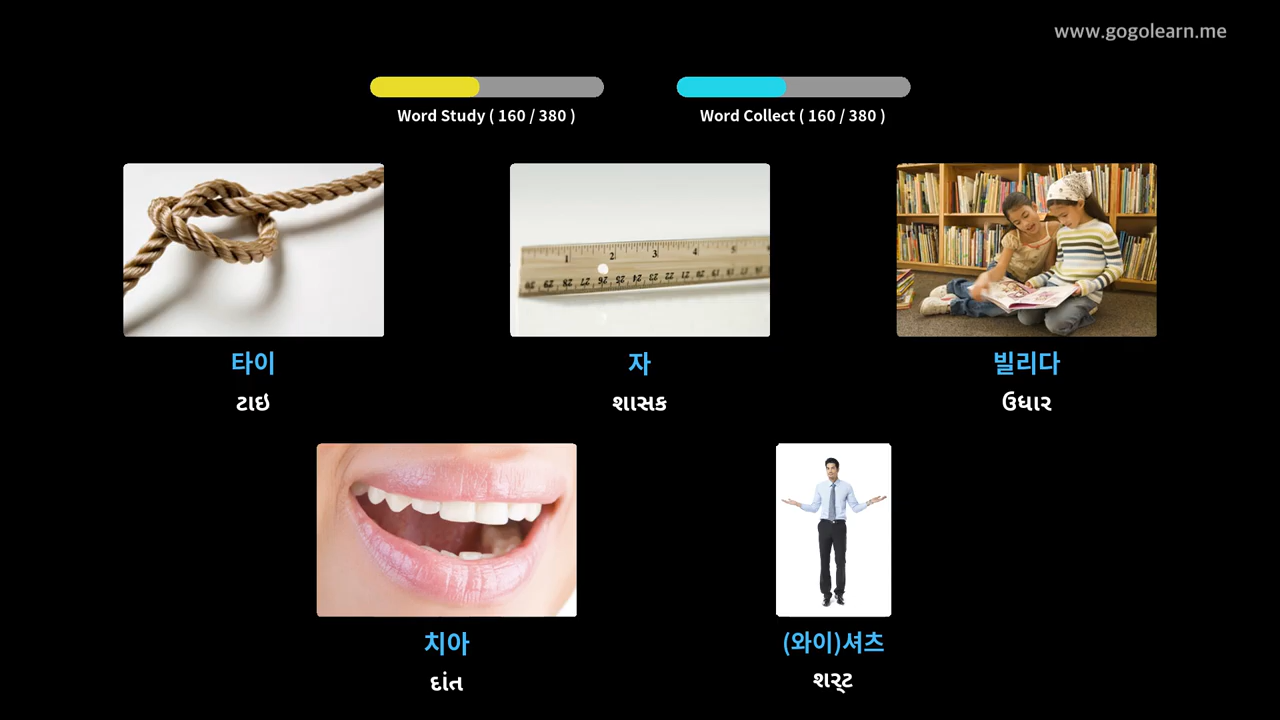 www.gogolearn.me
Word Study ( 160 / 380 )
Word Collect ( 160 / 380 )
타이
ટાઇ
자
શાસક
빌리다
ઉધાર
치아
દાંત
(와이)셔츠
શર્ટ